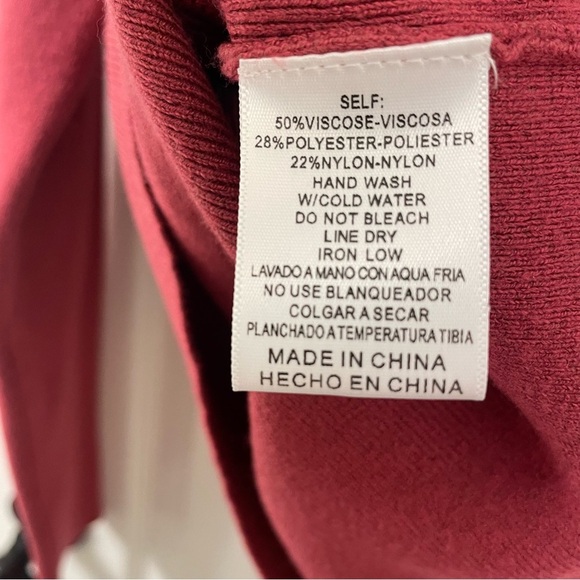 SELF:
50%VISCOSE-VISCOSA
28%POLYESTER-POLIESTER
22%NYLON-NYLON
HAND WASH
W/COLD WATER
DO NOT BLEACH
LINE DRY
IRON LOW
LAVADO A MANO CON AQUA FRIA
NO USE BLANQUEADOR
COLGAR A SECAR
PLANCHADO A TEMPERATURA TIBIA
MADE IN CHINA
HECHO EN CHINA